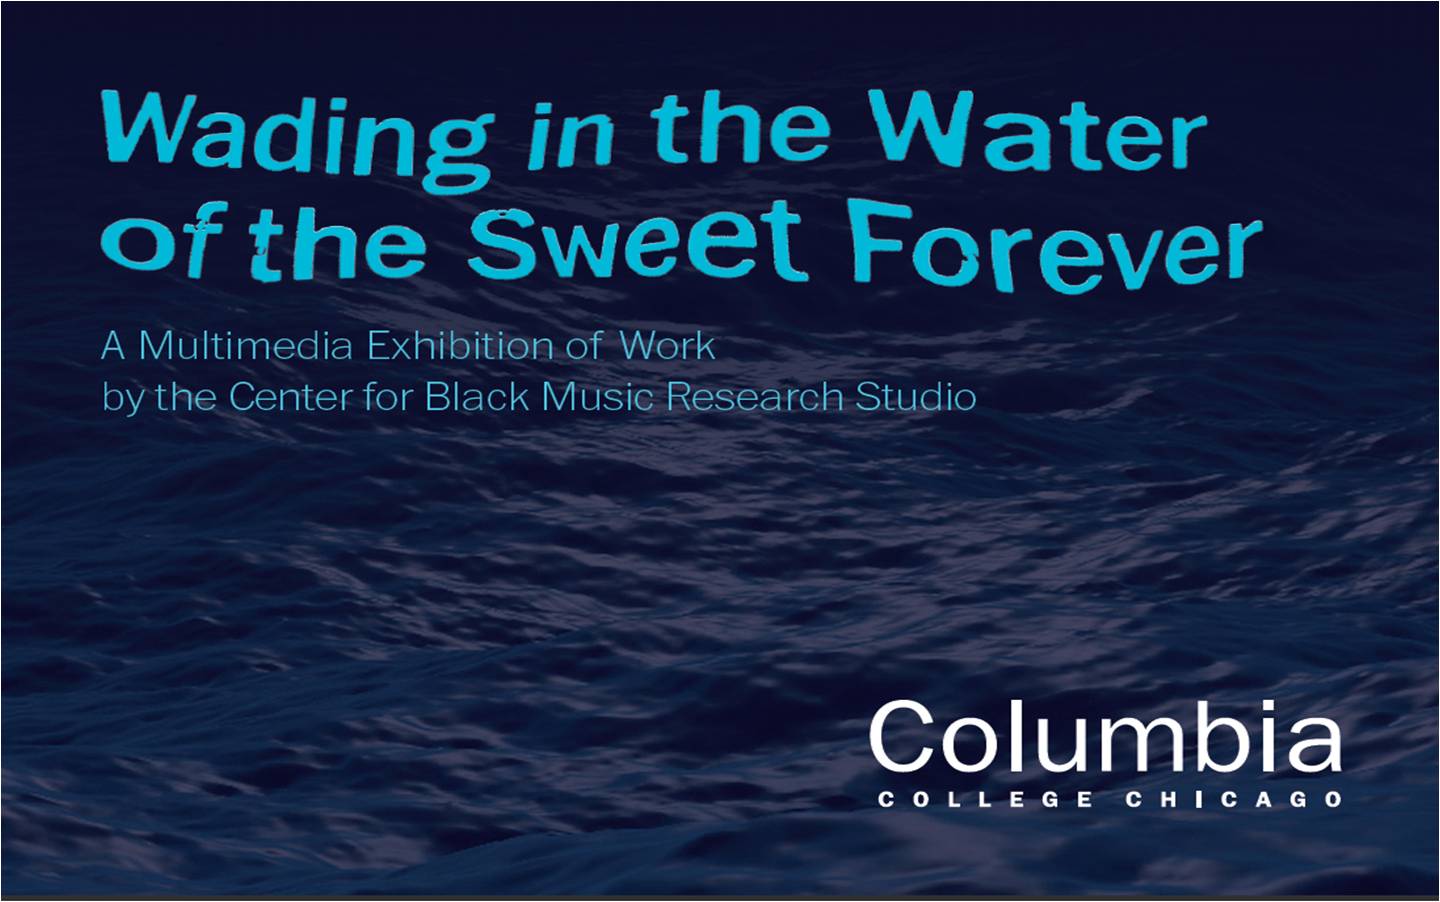 Wading in the Water
of the Sweet Forever
A Multimedia Exhibition of Work
by the Center for Black Music Research Studio
Columbia
COLLEGE CHICAGO